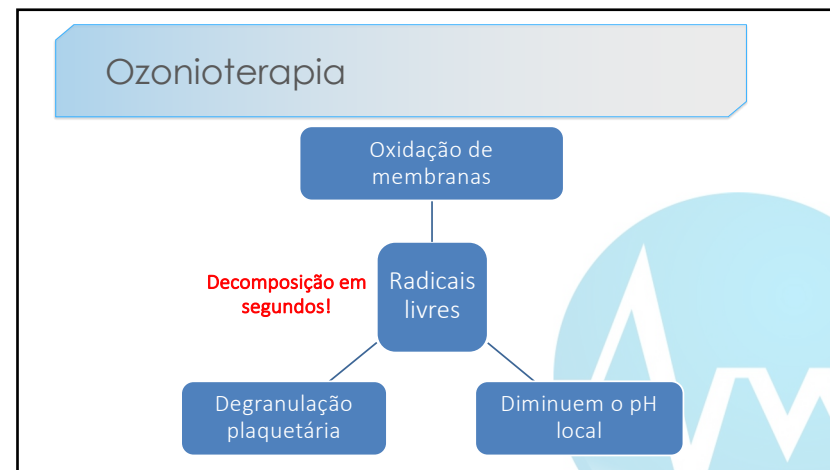 Ozonioterapia
Oxidação de
membranas
Decomposição em
segundos!
Radicais
livres
Degranulação
plaquetária
Diminuem o pH
local